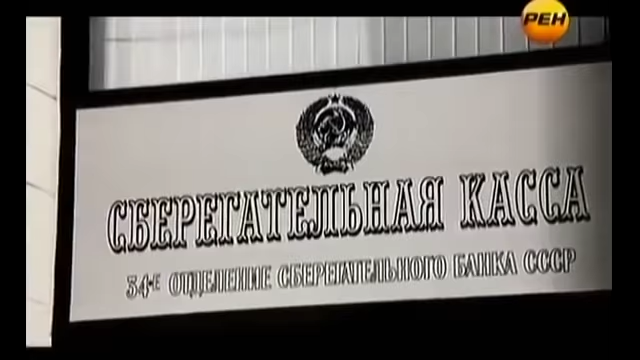 РЕН
СБЕРЕГАТЕЛЬНАЯ КАССА
34-Е ОТДЕЛЕНИЕ СБЕРЕГАТЕЛЬНОГО БАНКА СССР